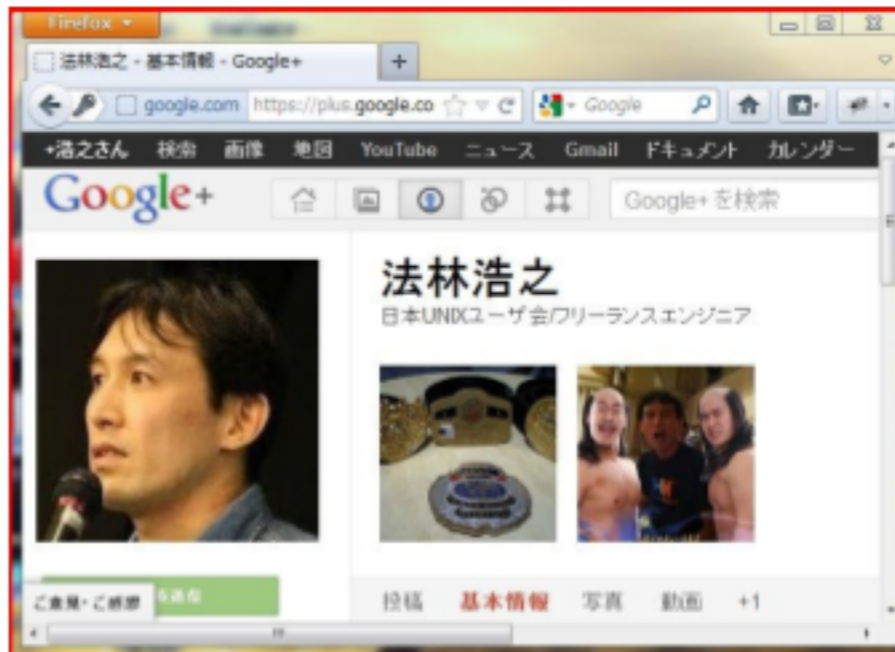 Firefox
法林浩之 - 基本情報 - Google+
google.com https://plus.google.co Google
+浩之さん 検索 画像 地図 YouTube ニュース Gmail ドキュメント カレンダー
Google+ Google+ を検索
法林浩之
日本UNIXユーザ会/フリーランスエンジニア
ご意見・ご感想 を送信
投稿 基本情報 写真 動画 +1